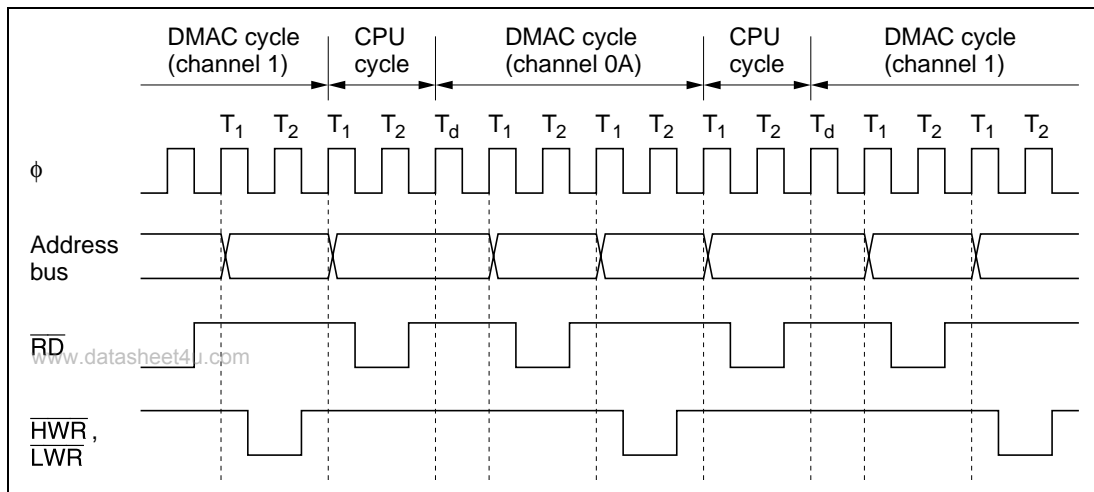 DMAC cycle CPU DMAC cycle CPU DMAC cycle
(channel 1) cycle (channel 0A) cycle (channel 1)
T1 T2 T1 T2 Td T1 T2 T1 T2 T1 T2 Td T1 T2 T1 T2
φ
Address
bus
RD
www.datasheet4u.com
HWR ,
LWR